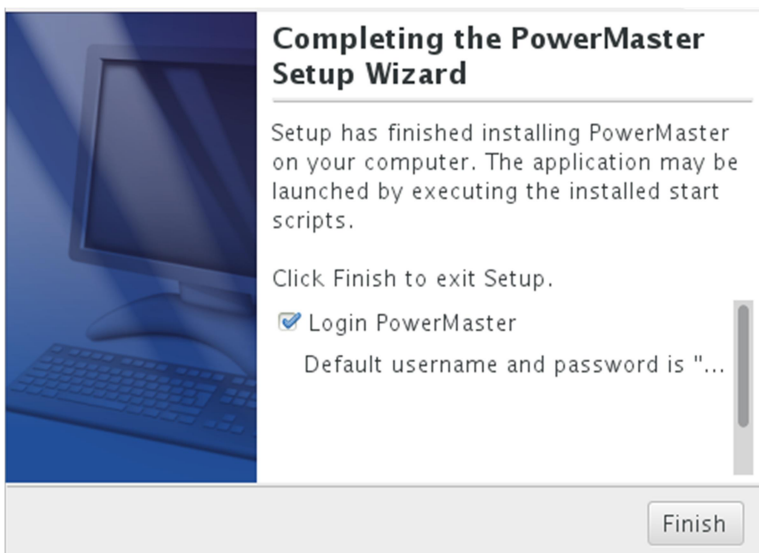 Completing the PowerMaster
Setup Wizard
Setup has finished installing PowerMaster
on your computer. The application may be
launched by executing the installed start
scripts.
Click Finish to exit Setup.
Login PowerMaster
Default username and password is "...
Finish